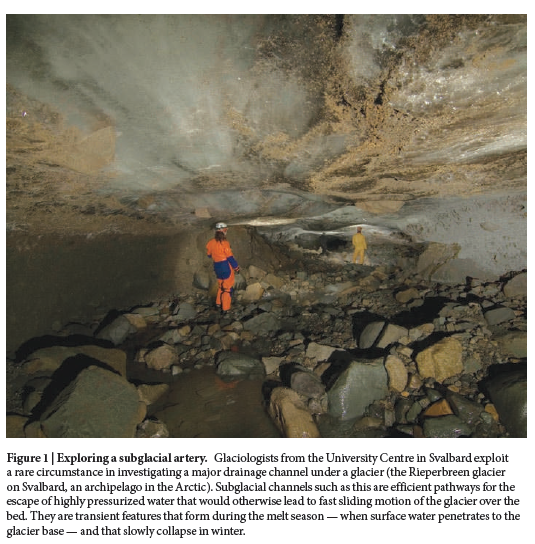 Figure 1 | Exploring a subglacial artery. Glaciologists from the University Centre in Svalbard exploit
a rare circumstance in investigating a major drainage channel under a glacier (the Rieperbreen glacier
on Svalbard, an archipelago in the Arctic). Subglacial channels such as this are efficient pathways for the
escape of highly pressurized water that would otherwise lead to fast sliding motion of the glacier over the
bed. They are transient features that form during the melt season — when surface water penetrates to the
glacier base — and that slowly collapse in winter.